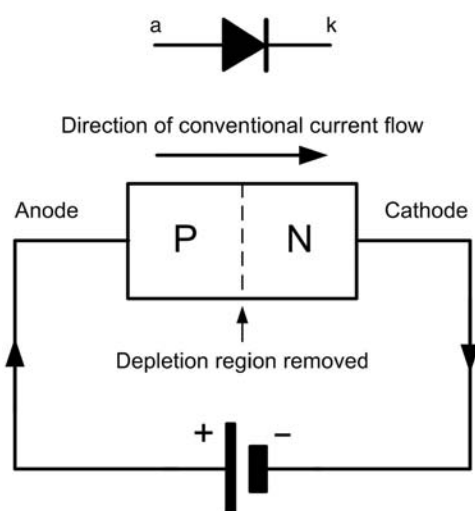 a k
Direction of conventional current flow
Anode Cathode
P N
Depletion region removed
+ −